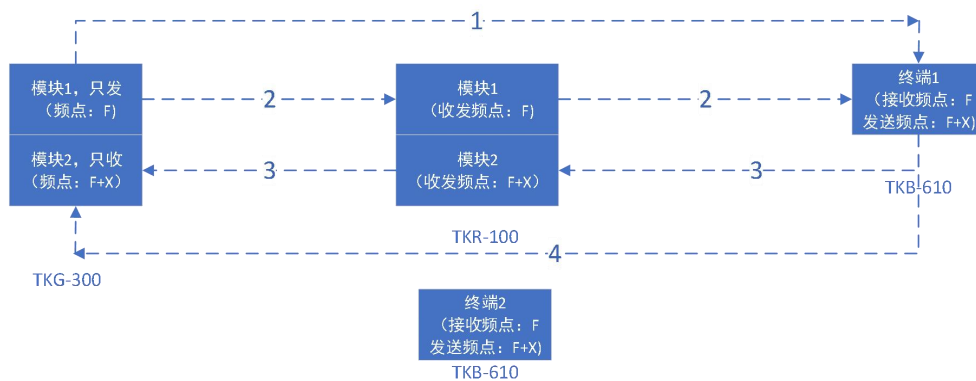 1
模块1，只发
（频点：F)
2
模块1
（收发频点：F)
2
终端1
（接收频点：F
发送频点：F+X)
模块2，只收
（频点：F+X）
3
模块2
（收发频点：F+X）
3
TKB-610
TKR-100
4
TKG-300
终端2
（接收频点：F
发送频点：F+X)
TKB-610